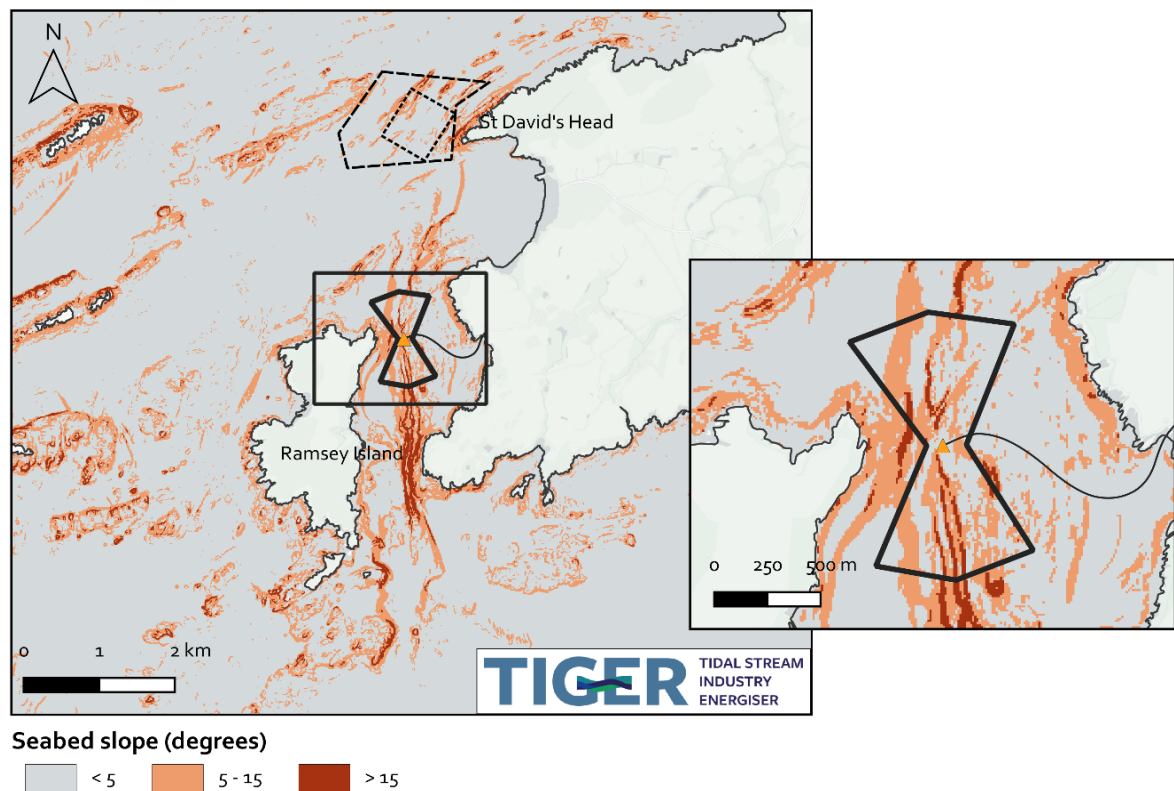 N
St David's Head
Ramsey Island
0 250 500 m
0 1 2 km
TIGER
TIDAL STREAM
INDUSTRY
ENERGISER
Seabed slope (degrees)
< 5 5 - 15 > 15